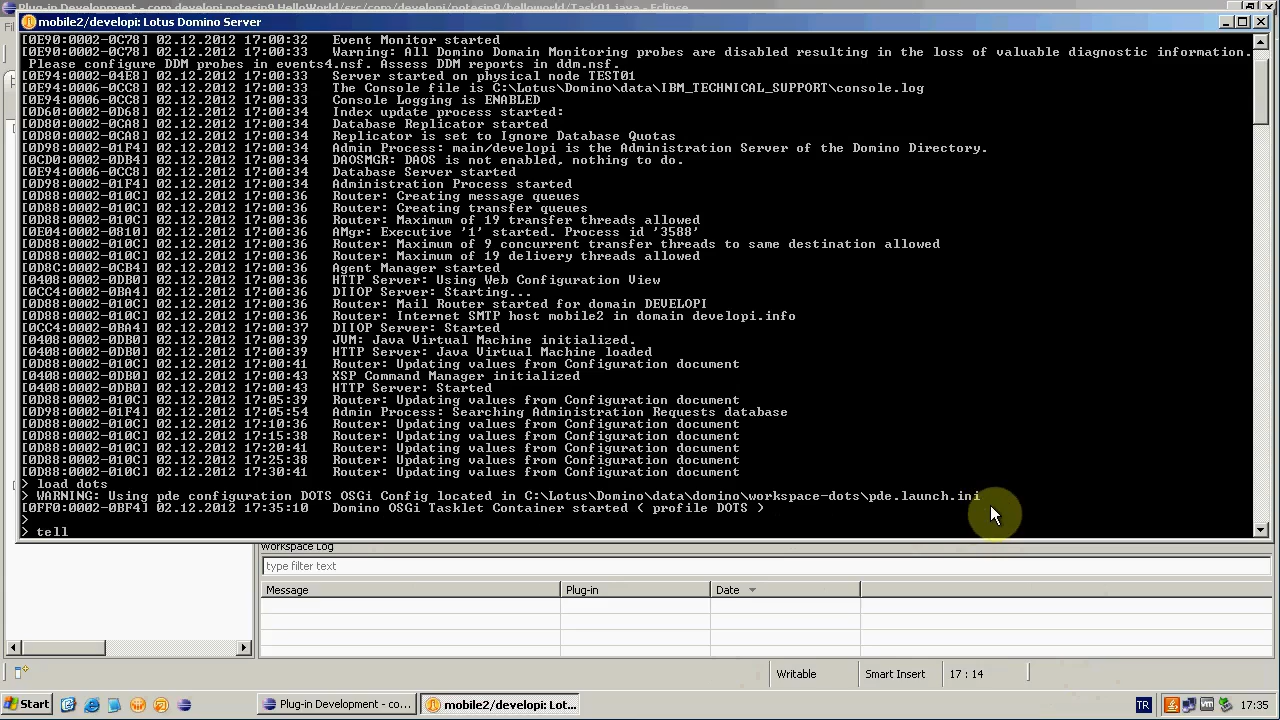 Plug-in Development - com.developi.notesin9.HelloWorld/src/com/developi/notesin9/helloworld/Task01.java - Eclipse
mobile2/developi: Lotus Domino Server
[0E90:0002-0C78] 02.12.2012 17:00:32 Event Monitor started
[0E90:0002-0C78] 02.12.2012 17:00:33 Warning: All Domino Domain Monitoring probes are disabled resulting in the loss of valuable diagnostic information.
Please configure DDM probes in events4.nsf. Assess DDM reports in ddm.nsf.
[0E94:0002-04E8] 02.12.2012 17:00:33 Server started on physical node TEST01
[0E94:0006-0CC8] 02.12.2012 17:00:33 The Console file is C:\Lotus\Domino\data\IBM_TECHNICAL_SUPPORT\console.log
[0E94:0006-0CC8] 02.12.2012 17:00:33 Console Logging is ENABLED
[0D60:0002-0D68] 02.12.2012 17:00:34 Index update process started:
[0D80:0002-0CA8] 02.12.2012 17:00:34 Database Replicator started
[0D80:0002-0CA8] 02.12.2012 17:00:34 Replicator is set to Ignore Database Quotas
[0D98:0002-01F4] 02.12.2012 17:00:34 Admin Process: main/developi is the Administration Server of the Domino Directory.
[0CD0:0002-0DB4] 02.12.2012 17:00:34 DAOSMGR: DAOS is not enabled, nothing to do.
[0E94:0006-0CC8] 02.12.2012 17:00:34 Database Server started
[0D98:0002-01F4] 02.12.2012 17:00:34 Administration Process started
[0D88:0002-010C] 02.12.2012 17:00:36 Router: Creating message queues
[0D88:0002-010C] 02.12.2012 17:00:36 Router: Creating transfer queues
[0D88:0002-010C] 02.12.2012 17:00:36 Router: Maximum of 19 transfer threads allowed
[0E04:0002-0810] 02.12.2012 17:00:36 AMgr: Executive '1' started. Process id '3588'
[0D88:0002-010C] 02.12.2012 17:00:36 Router: Maximum of 9 concurrent transfer threads to same destination allowed
[0D88:0002-010C] 02.12.2012 17:00:36 Router: Maximum of 19 delivery threads allowed
[0D8C:0002-0CB4] 02.12.2012 17:00:36 Agent Manager started
[0408:0002-0DB0] 02.12.2012 17:00:36 HTTP Server: Using Web Configuration View
[0CC4:0002-0BA4] 02.12.2012 17:00:36 DIIOP Server: Starting...
[0D88:0002-010C] 02.12.2012 17:00:36 Router: Mail Router started for domain DEVELOPI
[0D88:0002-010C] 02.12.2012 17:00:36 Router: Internet SMTP host mobile2 in domain developi.info
[0CC4:0002-0BA4] 02.12.2012 17:00:37 DIIOP Server: Started
[0408:0002-0DB0] 02.12.2012 17:00:39 JVM: Java Virtual Machine initialized.
[0408:0002-0DB0] 02.12.2012 17:00:39 HTTP Server: Java Virtual Machine loaded
[0D88:0002-010C] 02.12.2012 17:00:41 Router: Updating values from Configuration document
[0408:0002-0DB0] 02.12.2012 17:00:43 XSP Command Manager initialized
[0408:0002-0DB0] 02.12.2012 17:00:43 HTTP Server: Started
[0D88:0002-010C] 02.12.2012 17:05:39 Router: Updating values from Configuration document
[0D98:0002-01F4] 02.12.2012 17:05:54 Admin Process: Searching Administration Requests database
[0D88:0002-010C] 02.12.2012 17:10:36 Router: Updating values from Configuration document
[0D88:0002-010C] 02.12.2012 17:15:38 Router: Updating values from Configuration document
[0D88:0002-010C] 02.12.2012 17:20:41 Router: Updating values from Configuration document
[0D88:0002-010C] 02.12.2012 17:25:38 Router: Updating values from Configuration document
[0D88:0002-010C] 02.12.2012 17:30:41 Router: Updating values from Configuration document
> load dots
> WARNING: Using pde configuration DOTS OSGi Config located in C:\Lotus\Domino\data\domino\workspace-dots\pde.launch.ini
[0FF0:0002-0BF4] 02.12.2012 17:35:10 Domino OSGi Tasklet Container started ( profile DOTS )
>
> tell
Workspace Log
type filter text
Message Plug-in Date
Writable Smart Insert 17 : 14
Start Plug-in Development - co... mobile2/developi: Lot... TR 17:35